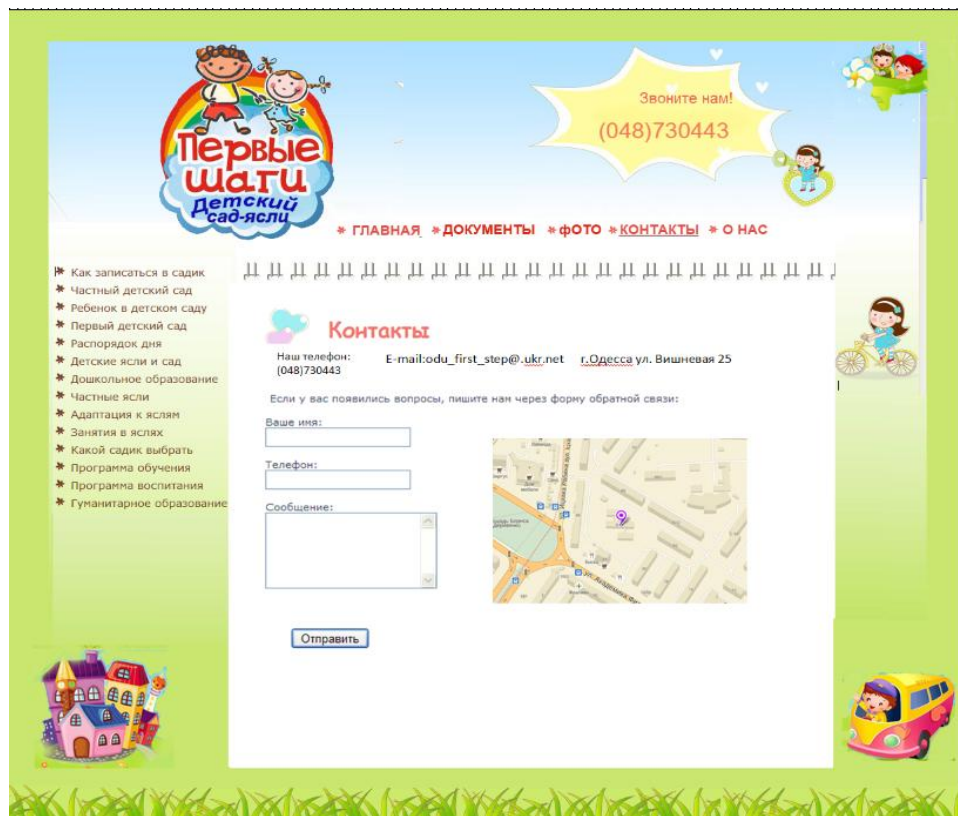 Звоните нам!
(048)730443
Первые
шаги
Детский
сад-ясли
ГЛАВНАЯ ДОКУМЕНТЫ фОТО КОНТАКТЫ О НАС
Как записаться в садик
Частный детский сад
Ребенок в детском саду
Первый детский сад
Распорядок дня
Детские ясли и сад
Дошкольное образование
Частные ясли
Адаптация к яслям
Занятия в яслях
Какой садик выбрать
Программа обучения
Программа воспитания
Гуманитарное образование
Контакты
Наш телефон:
(048)730443
E-mail:odu_first_step@.ukr.net г.Одесса ул. Вишневая 25
Если у вас появились вопросы, пишите нам через форму обратной связи:
Ваше имя:
Телефон:
Сообщение:
Отправить